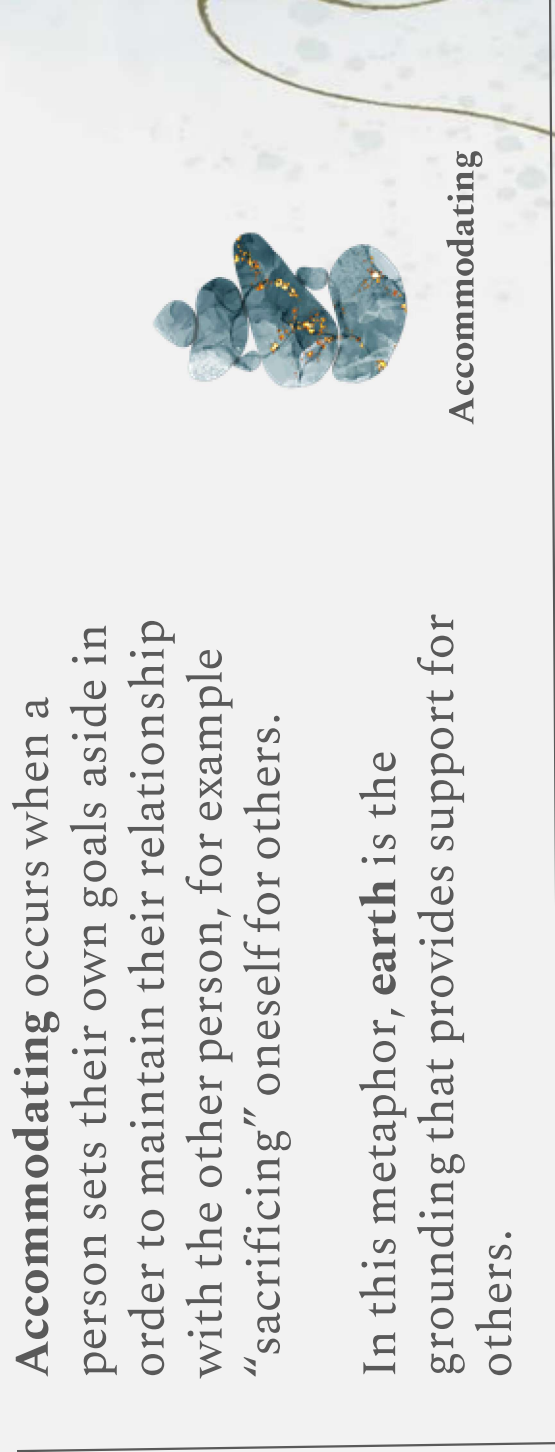 Accommodating occurs when a
person sets their own goals aside in
order to maintain their relationship
with the other person, for example
“sacrificing” oneself for others.
In this metaphor, earth is the
grounding that provides support for
others.
Accommodating